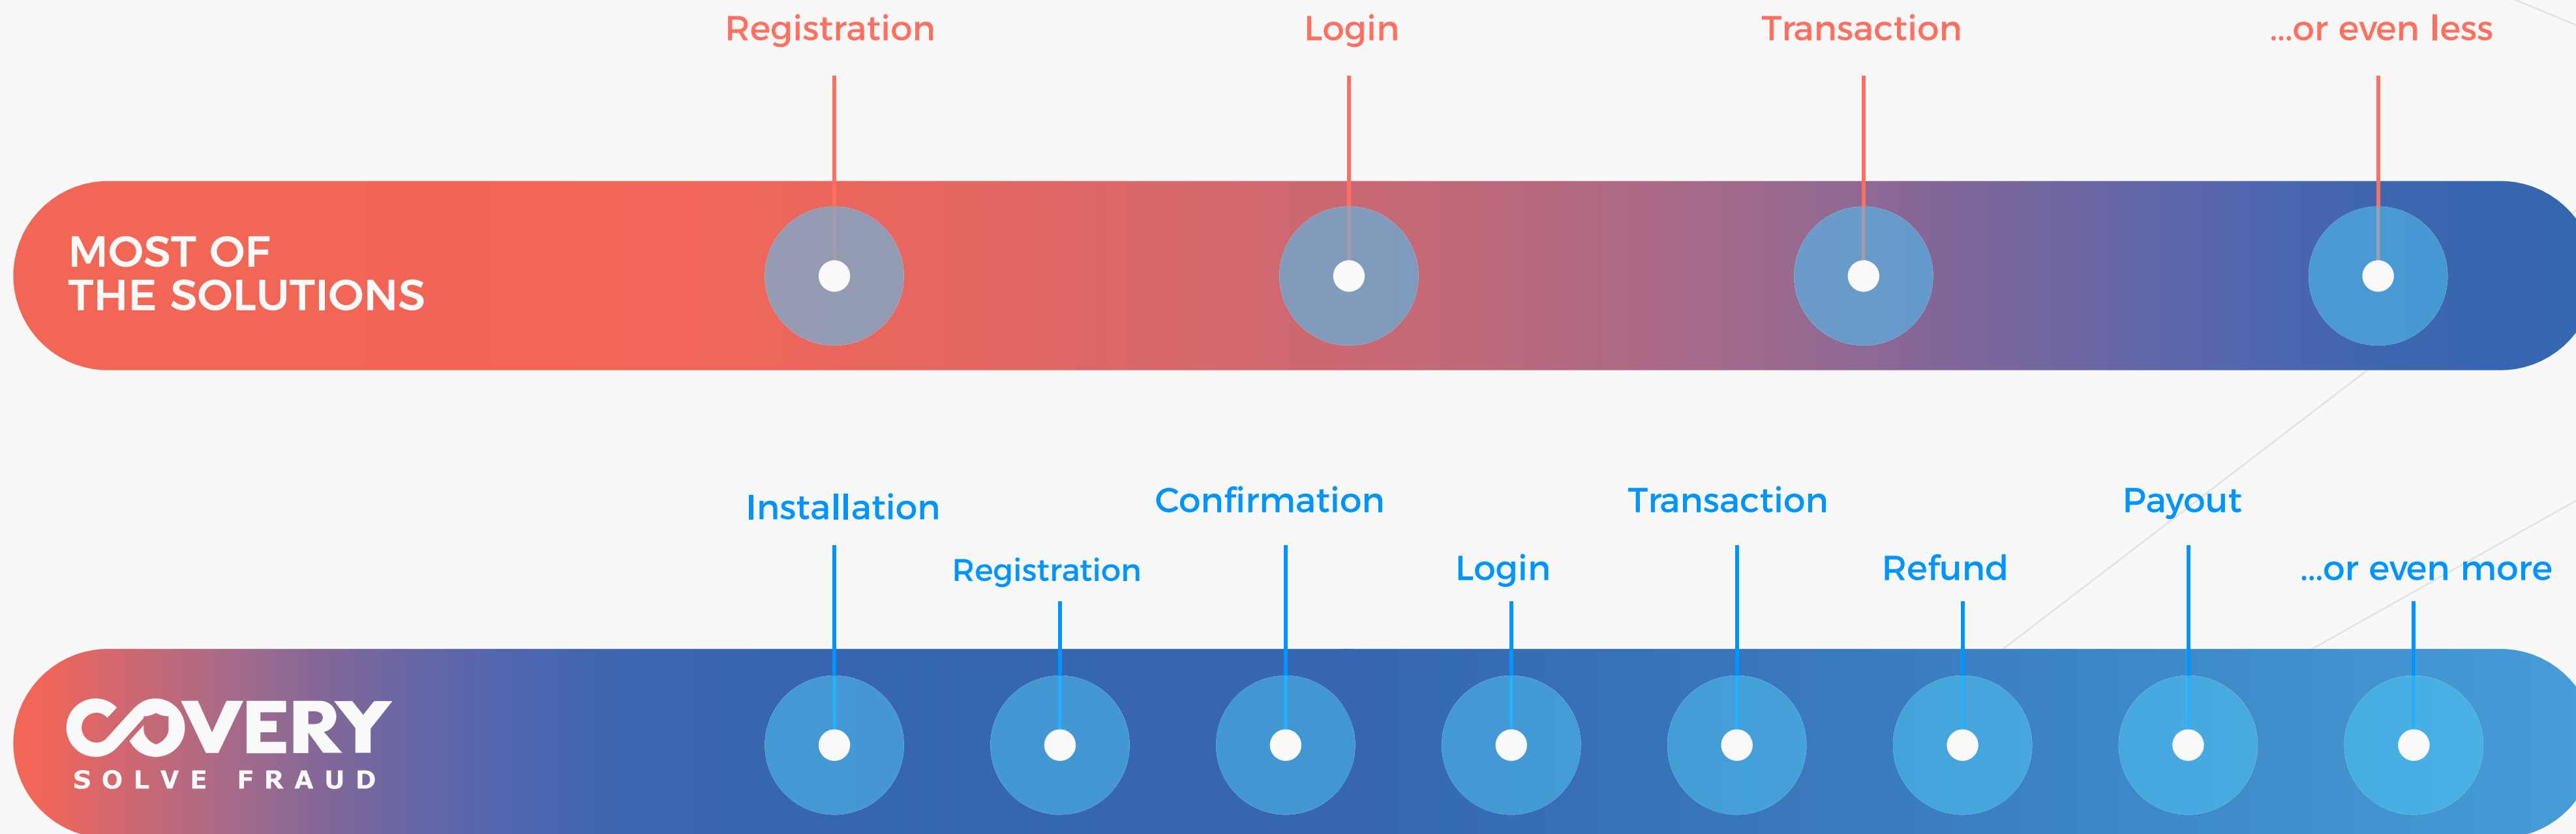 Registration
Login
Transaction
...or even less
MOST OF
THE SOLUTIONS
Installation
Registration
Confirmation
Login
Transaction
Refund
Payout
...or even more
COVERY
SOLVE FRAUD